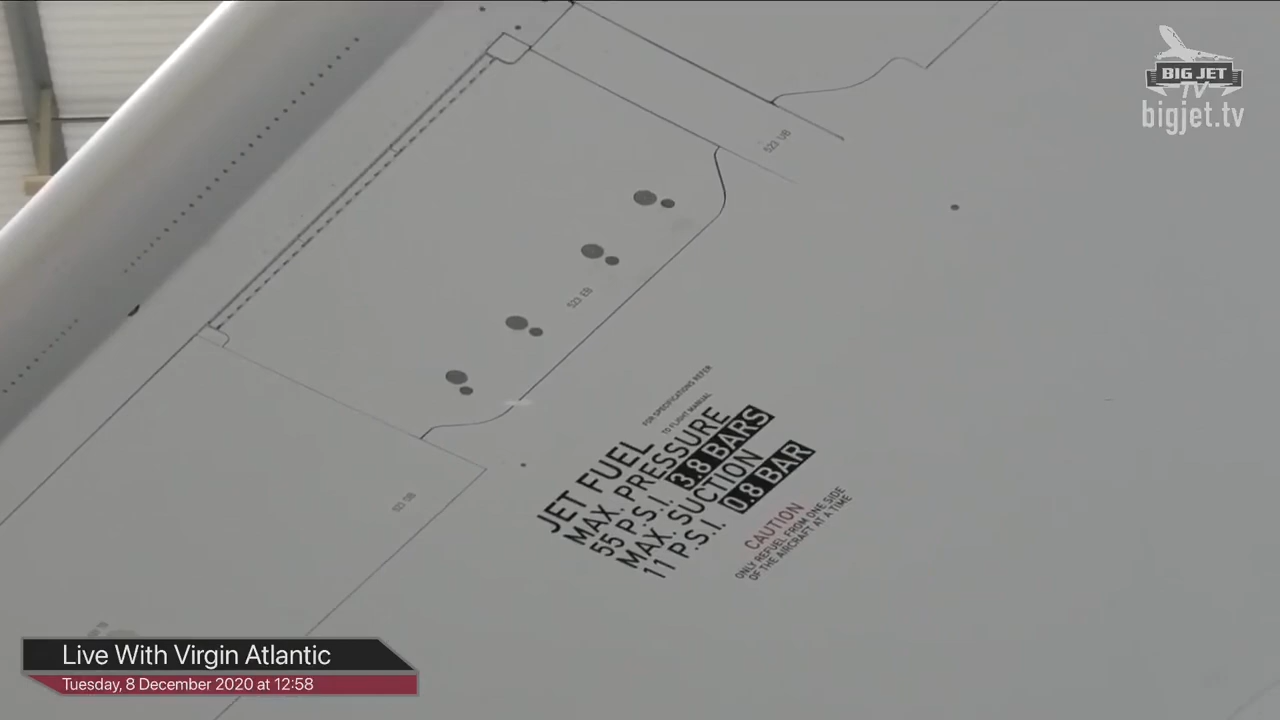 BIG JET
TV
bigjet.tv
523 UB
523 EB
FOR SPECIFICATIONS REFER
TO FLIGHT MANUAL
JET FUEL
MAX. PRESSURE
55 P.S.I. 3.8 BARS
MAX. SUCTION
11 P.S.I. 0.8 BAR
CAUTION
ONLY REFUEL FROM ONE SIDE
OF THE AIRCRAFT AT A TIME
Live With Virgin Atlantic
Tuesday, 8 December 2020 at 12:58